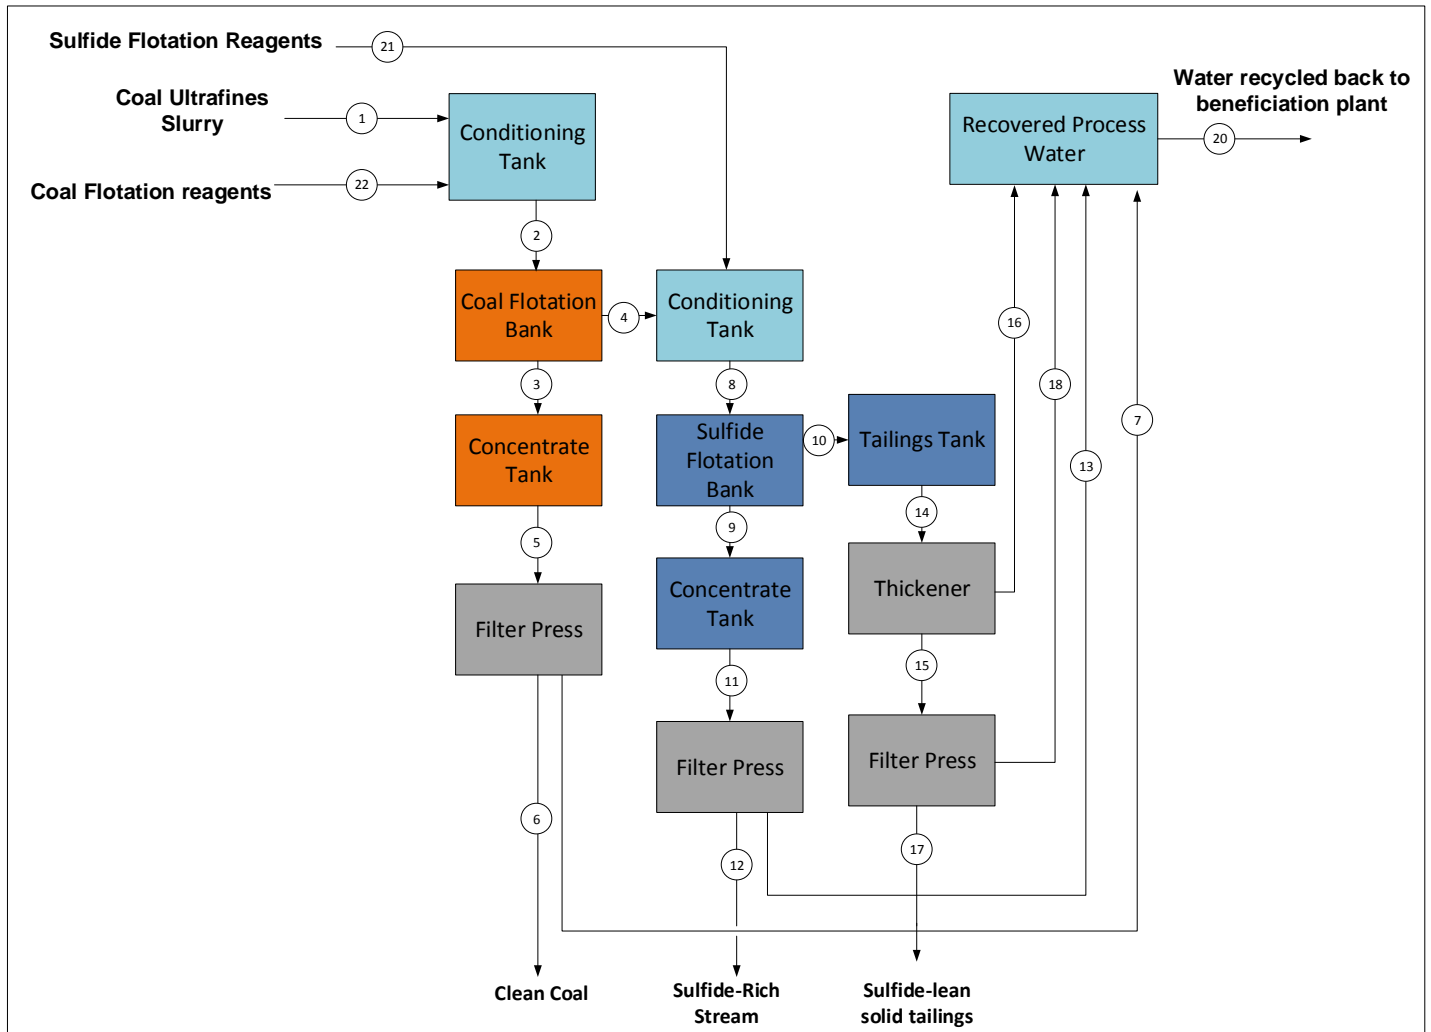 Sulfide Flotation Reagents
21
Water recycled back to
beneficiation plant
Coal Ultrafines
Slurry
1
Conditioning
Tank
Recovered Process
Water
20
Coal Flotation reagents
22
2
Coal Flotation
Bank
4
Conditioning
Tank
16
3
8
18
7
Concentrate
Tank
Sulfide
Flotation
Bank
10
Tailings Tank
13
5
9
14
Filter Press
Concentrate
Tank
Thickener
11
15
Filter Press
Filter Press
6
12
17
Clean Coal
Sulfide-Rich
Stream
Sulfide-lean
solid tailings